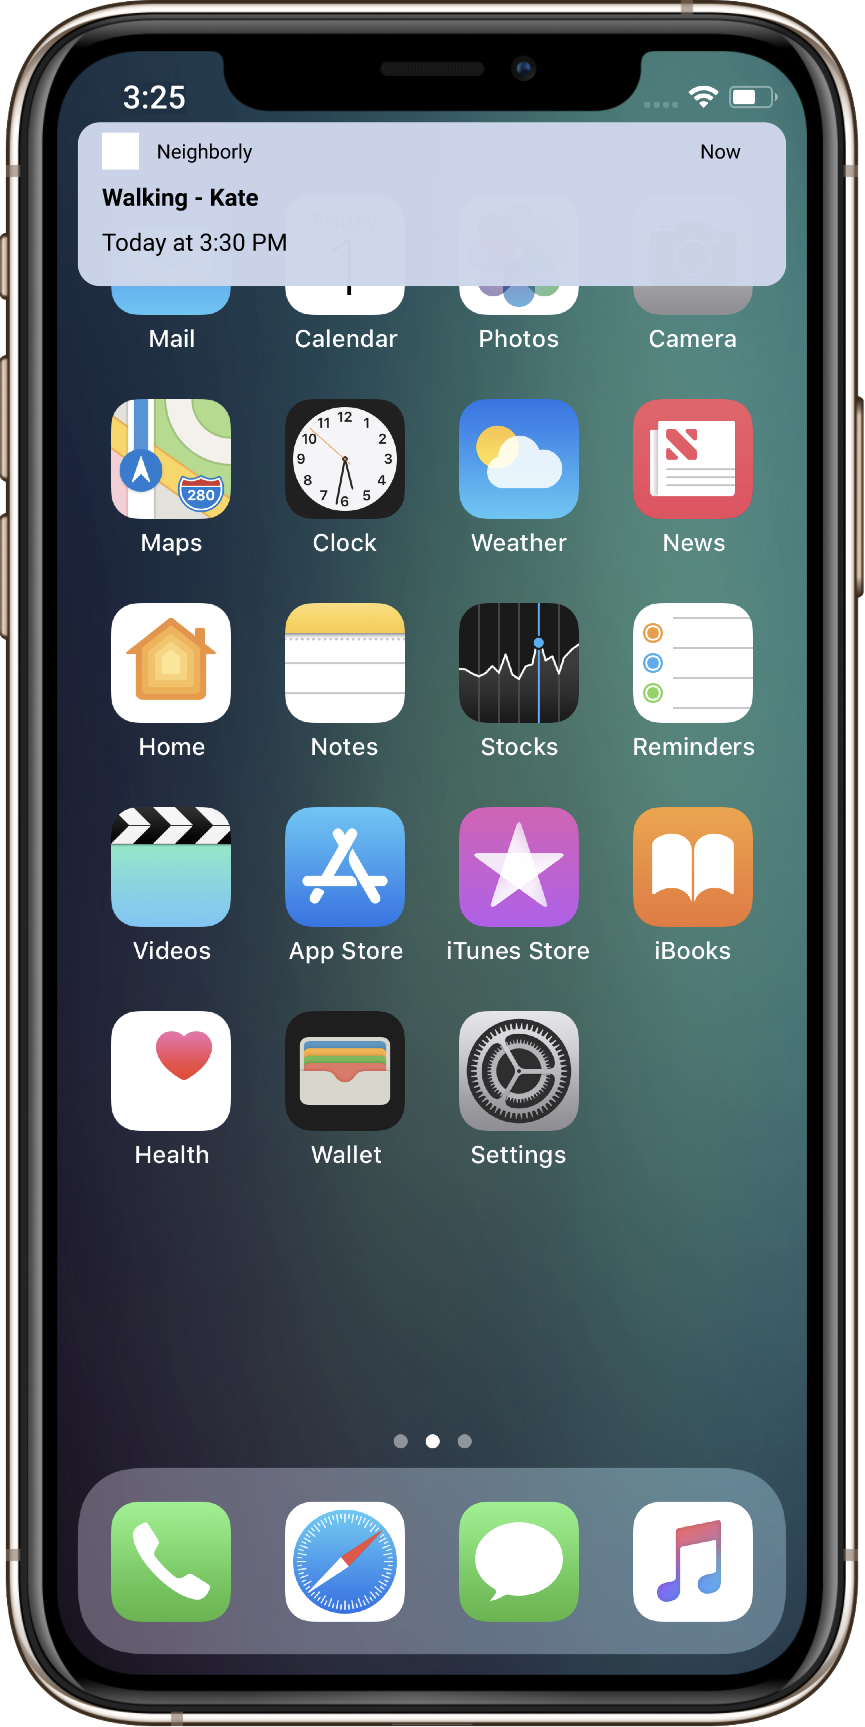 3:25
Neighborly Now
Walking - Kate
Today at 3:30 PM
Friday
1
Mail Calendar Photos Camera
280
12 1 2 3 4 5 6 7 8 9 10 11
Maps Clock Weather News
Home Notes Stocks Reminders
Videos App Store iTunes Store iBooks
Health Wallet Settings